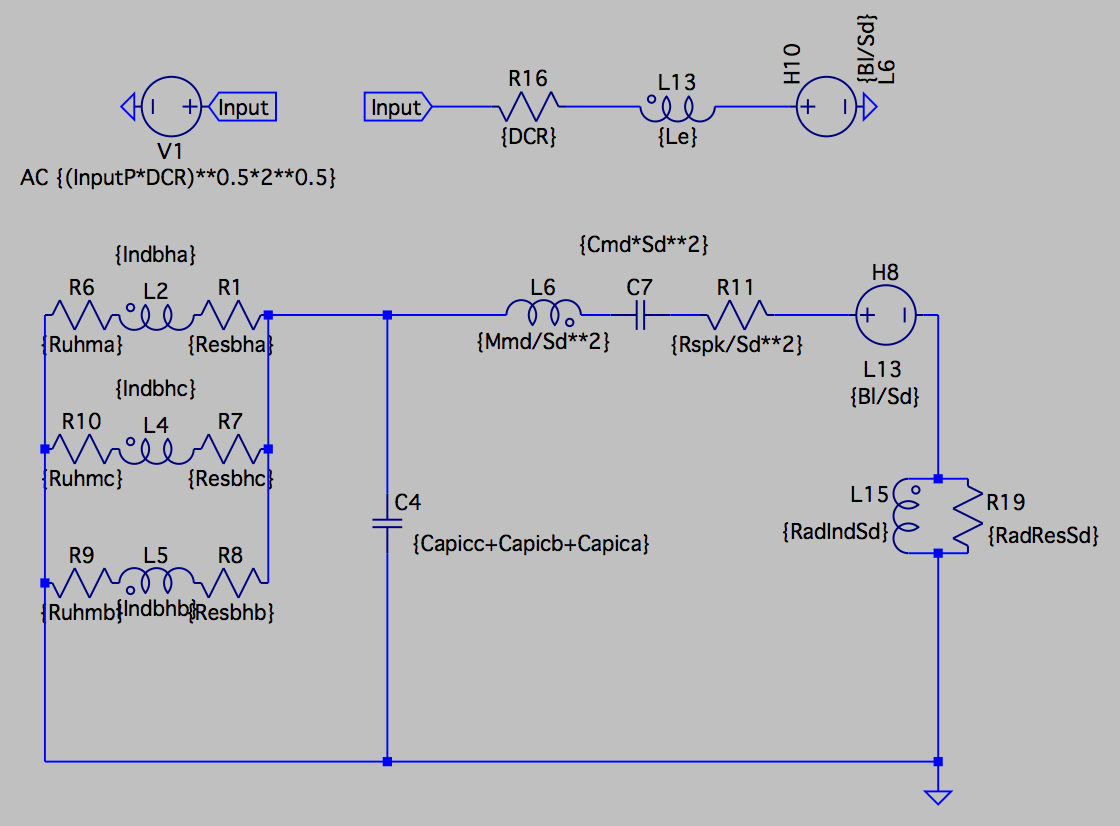 H10
{Bl/Sd}
L6
R16
L13
Input
Input
{DCR}
{Le}
V1
AC {(InputP*DCR)**0.5*2**0.5}
{Cmd*Sd**2}
{Indbha}
H8
R6
L2
R1
L6
C7
R11
{Ruhma}
{Resbha}
{Mmd/Sd**2}
{Rspk/Sd**2}
L13
{Bl/Sd}
{Indbhc}
R10
L4
R7
{Ruhmc}
{Resbhc}
L15
R19
C4
{RadIndSd}
{RadResSd}
{Capicc+Capicb+Capica}
R9
L5
R8
{Ruhmb}
{Indbhb}
{Resbhb}